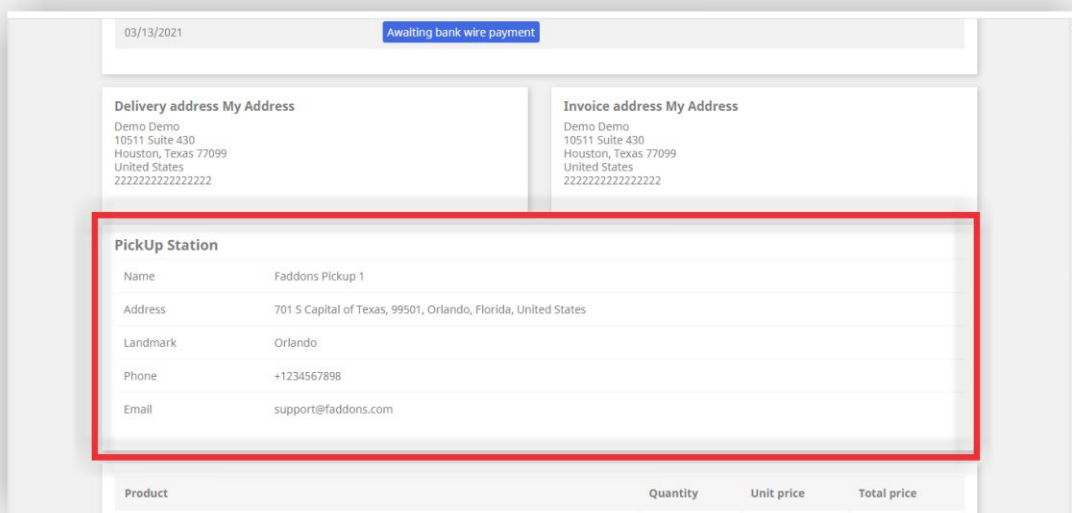 03/13/2021 Awaiting bank wire payment
Delivery address My Address
Demo Demo
10511 Suite 430
Houston, Texas 77099
United States
2222222222222222
Invoice address My Address
Demo Demo
10511 Suite 430
Houston, Texas 77099
United States
2222222222222222
PickUp Station
Name Faddons Pickup 1
Address 701 S Capital of Texas, 99501, Orlando, Florida, United States
Landmark Orlando
Phone +1234567898
Email support@faddons.com
Product Quantity Unit price Total price